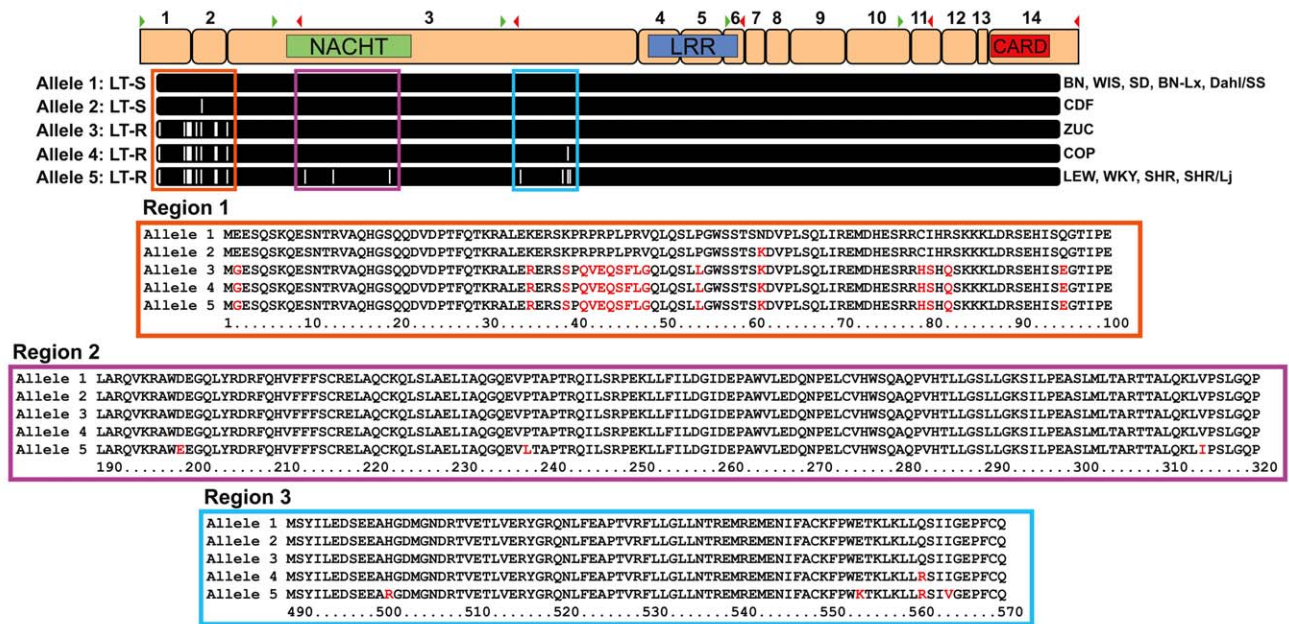 1 2 3 4 5 6 7 8 9 10 11 12 13 14
NACHT LRR CARD
Allele 1: LT-S BN, WIS, SD, BN-Lx, Dahl/SS
Allele 2: LT-S CDF
Allele 3: LT-R ZUC
Allele 4: LT-R COP
Allele 5: LT-R LEW, WKY, SHR, SHR/Lj
Region 1
Allele 1 MEESQSKQESNTRVAQHGSQQDVDPTFQTKRALEKERSKPRPRPLPRVQLQSLPGWSSTSNDVPLSQLIREMDHESRRCIHRSKKKLDRSEHISQGTIPE
Allele 2 MEESQSKQESNTRVAQHGSQQDVDPTFQTKRALEKERSKPRPRPLPRVQLQSLPGWSSTSKDVPLSQLIREMDHESRRCIHRSKKKLDRSEHISQGTIPE
Allele 3 MGESQSKQESNTRVAQHGSQQDVDPTFQTKRALERERSSPQVEQSFLGQLQSLLGWSSTSKDVPLSQLIREMDHESRRHSHQSKKKLDRSEHISEGTIPE
Allele 4 MGESQSKQESNTRVAQHGSQQDVDPTFQTKRALERERSSPQVEQSFLGQLQSLLGWSSTSKDVPLSQLIREMDHESRRHSHQSKKKLDRSEHISEGTIPE
Allele 5 MGESQSKQESNTRVAQHGSQQDVDPTFQTKRALERERSSPQVEQSFLGQLQSLLGWSSTSKDVPLSQLIREMDHESRRHSHQSKKKLDRSEHISEGTIPE
1.......10........20........30........40........50........60........70........80........90.......100
Region 2
Allele 1 LARQVKRAWDEGQLYRDRFQHVFFFSCRELAQCKQLSLAELIAQGQEVPTAPTRQILSRPEKLLFILDGIDEPAWVLEDQNPELCVHWSQAQPVHTLLGSLLGKSILPEASLMLTARTTALQKLVPSLGQP
Allele 2 LARQVKRAWDEGQLYRDRFQHVFFFSCRELAQCKQLSLAELIAQGQEVPTAPTRQILSRPEKLLFILDGIDEPAWVLEDQNPELCVHWSQAQPVHTLLGSLLGKSILPEASLMLTARTTALQKLVPSLGQP
Allele 3 LARQVKRAWDEGQLYRDRFQHVFFFSCRELAQCKQLSLAELIAQGQEVPTAPTRQILSRPEKLLFILDGIDEPAWVLEDQNPELCVHWSQAQPVHTLLGSLLGKSILPEASLMLTARTTALQKLVPSLGQP
Allele 4 LARQVKRAWDEGQLYRDRFQHVFFFSCRELAQCKQLSLAELIAQGQEVPTAPTRQILSRPEKLLFILDGIDEPAWVLEDQNPELCVHWSQAQPVHTLLGSLLGKSILPEASLMLTARTTALQKLVPSLGQP
Allele 5 LARQVKRAWEEGQLYRDRFQHVFFFSCRELAQCKQLSLAELIAQGQEVLTAPTRQILSRPEKLLFILDGIDEPAWVLEDQNPELCVHWSQAQPVHTLLGSLLGKSILPEASLMLTARTTALQKLIPSLGQP
190.......200.......210.......220.......230.......240.......250.......260.......270.......280.......290.......300.......310.......320
Region 3
Allele 1 MSYILEDSEEAHGDMGNDRTVETLVERYGRQNLFEAPTVRFLLGLLNTREMREMENIFACKFPWETKLKLLQSIIGEPFCQ
Allele 2 MSYILEDSEEAHGDMGNDRTVETLVERYGRQNLFEAPTVRFLLGLLNTREMREMENIFACKFPWETKLKLLQSIIGEPFCQ
Allele 3 MSYILEDSEEAHGDMGNDRTVETLVERYGRQNLFEAPTVRFLLGLLNTREMREMENIFACKFPWETKLKLLQSIIGEPFCQ
Allele 4 MSYILEDSEEAHGDMGNDRTVETLVERYGRQNLFEAPTVRFLLGLLNTREMREMENIFACKFPWETKLKLLRSIIGEPFCQ
Allele 5 MSYILEDSEEARGDMGNDRTVETLVERYGRQNLFEAPTVRFLLGLLNTREMREMENIFACKFPWKTKLKLLRSIVGEPFCQ
490.......500.......510.......520.......530.......540.......550.......560.......570